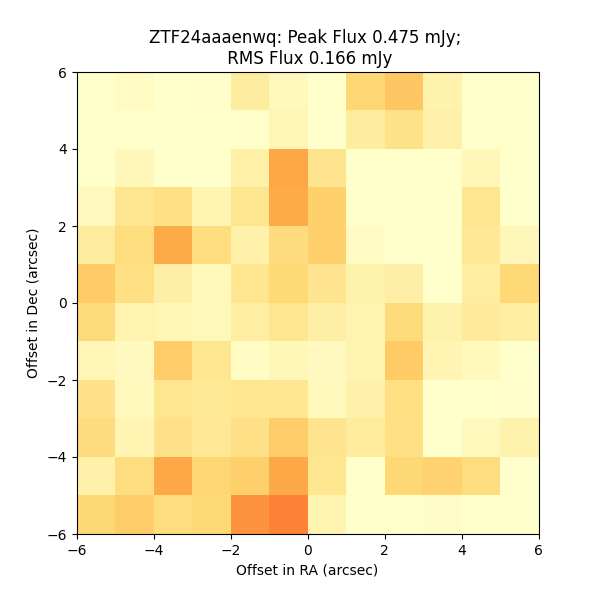 ZTF24aaaenwq: Peak Flux 0.475 mJy;
RMS Flux 0.166 mJy
6
4
2
0
−2
−4
−6
Offset in Dec (arcsec)
−6 −4 −2 0 2 4 6
Offset in RA (arcsec)